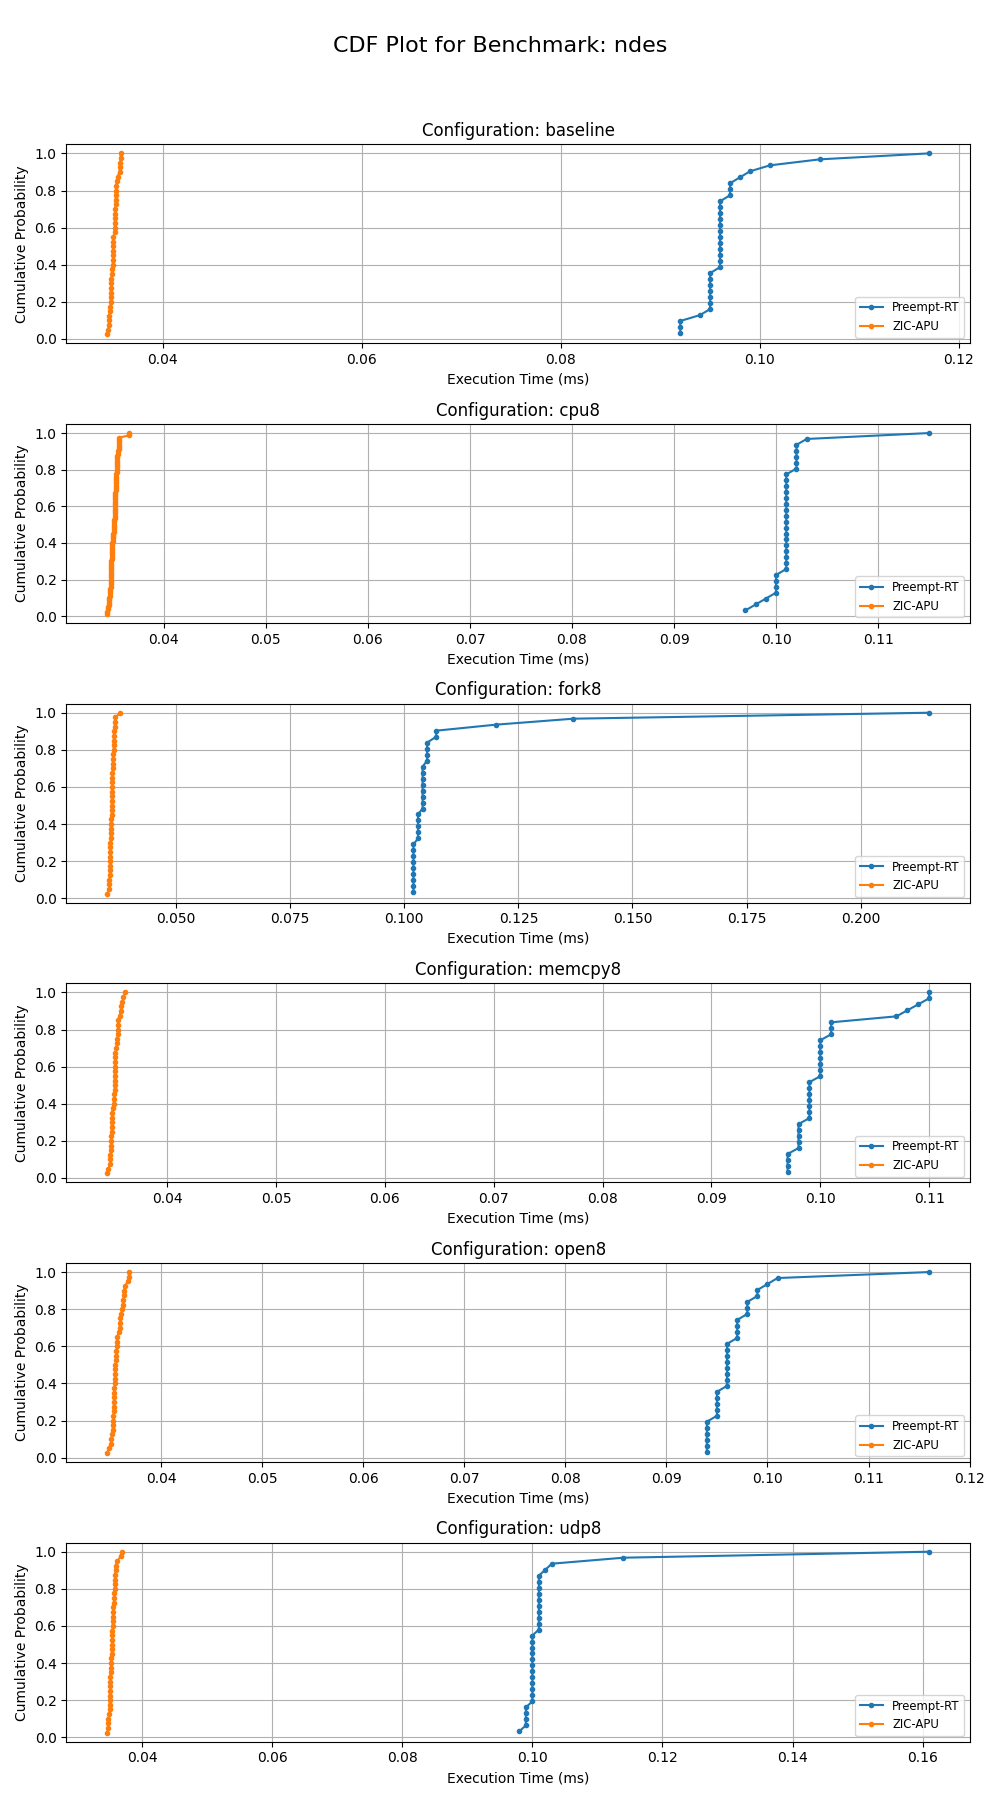 CDF Plot for Benchmark: ndes
Configuration: baseline
Cumulative Probability
1.0
0.8
0.6
0.4
0.2
0.0
Preempt-RT
ZIC-APU
0.04 0.06 0.08 0.10 0.12
Execution Time (ms)
Configuration: cpu8
Cumulative Probability
1.0
0.8
0.6
0.4
0.2
0.0
Preempt-RT
ZIC-APU
0.04 0.05 0.06 0.07 0.08 0.09 0.10 0.11
Execution Time (ms)
Configuration: fork8
Cumulative Probability
1.0
0.8
0.6
0.4
0.2
0.0
Preempt-RT
ZIC-APU
0.050 0.075 0.100 0.125 0.150 0.175 0.200
Execution Time (ms)
Configuration: memcpy8
Cumulative Probability
1.0
0.8
0.6
0.4
0.2
0.0
Preempt-RT
ZIC-APU
0.04 0.05 0.06 0.07 0.08 0.09 0.10 0.11
Execution Time (ms)
Configuration: open8
Cumulative Probability
1.0
0.8
0.6
0.4
0.2
0.0
Preempt-RT
ZIC-APU
0.04 0.05 0.06 0.07 0.08 0.09 0.10 0.11 0.12
Execution Time (ms)
Configuration: udp8
Cumulative Probability
1.0
0.8
0.6
0.4
0.2
0.0
Preempt-RT
ZIC-APU
0.04 0.06 0.08 0.10 0.12 0.14 0.16
Execution Time (ms)